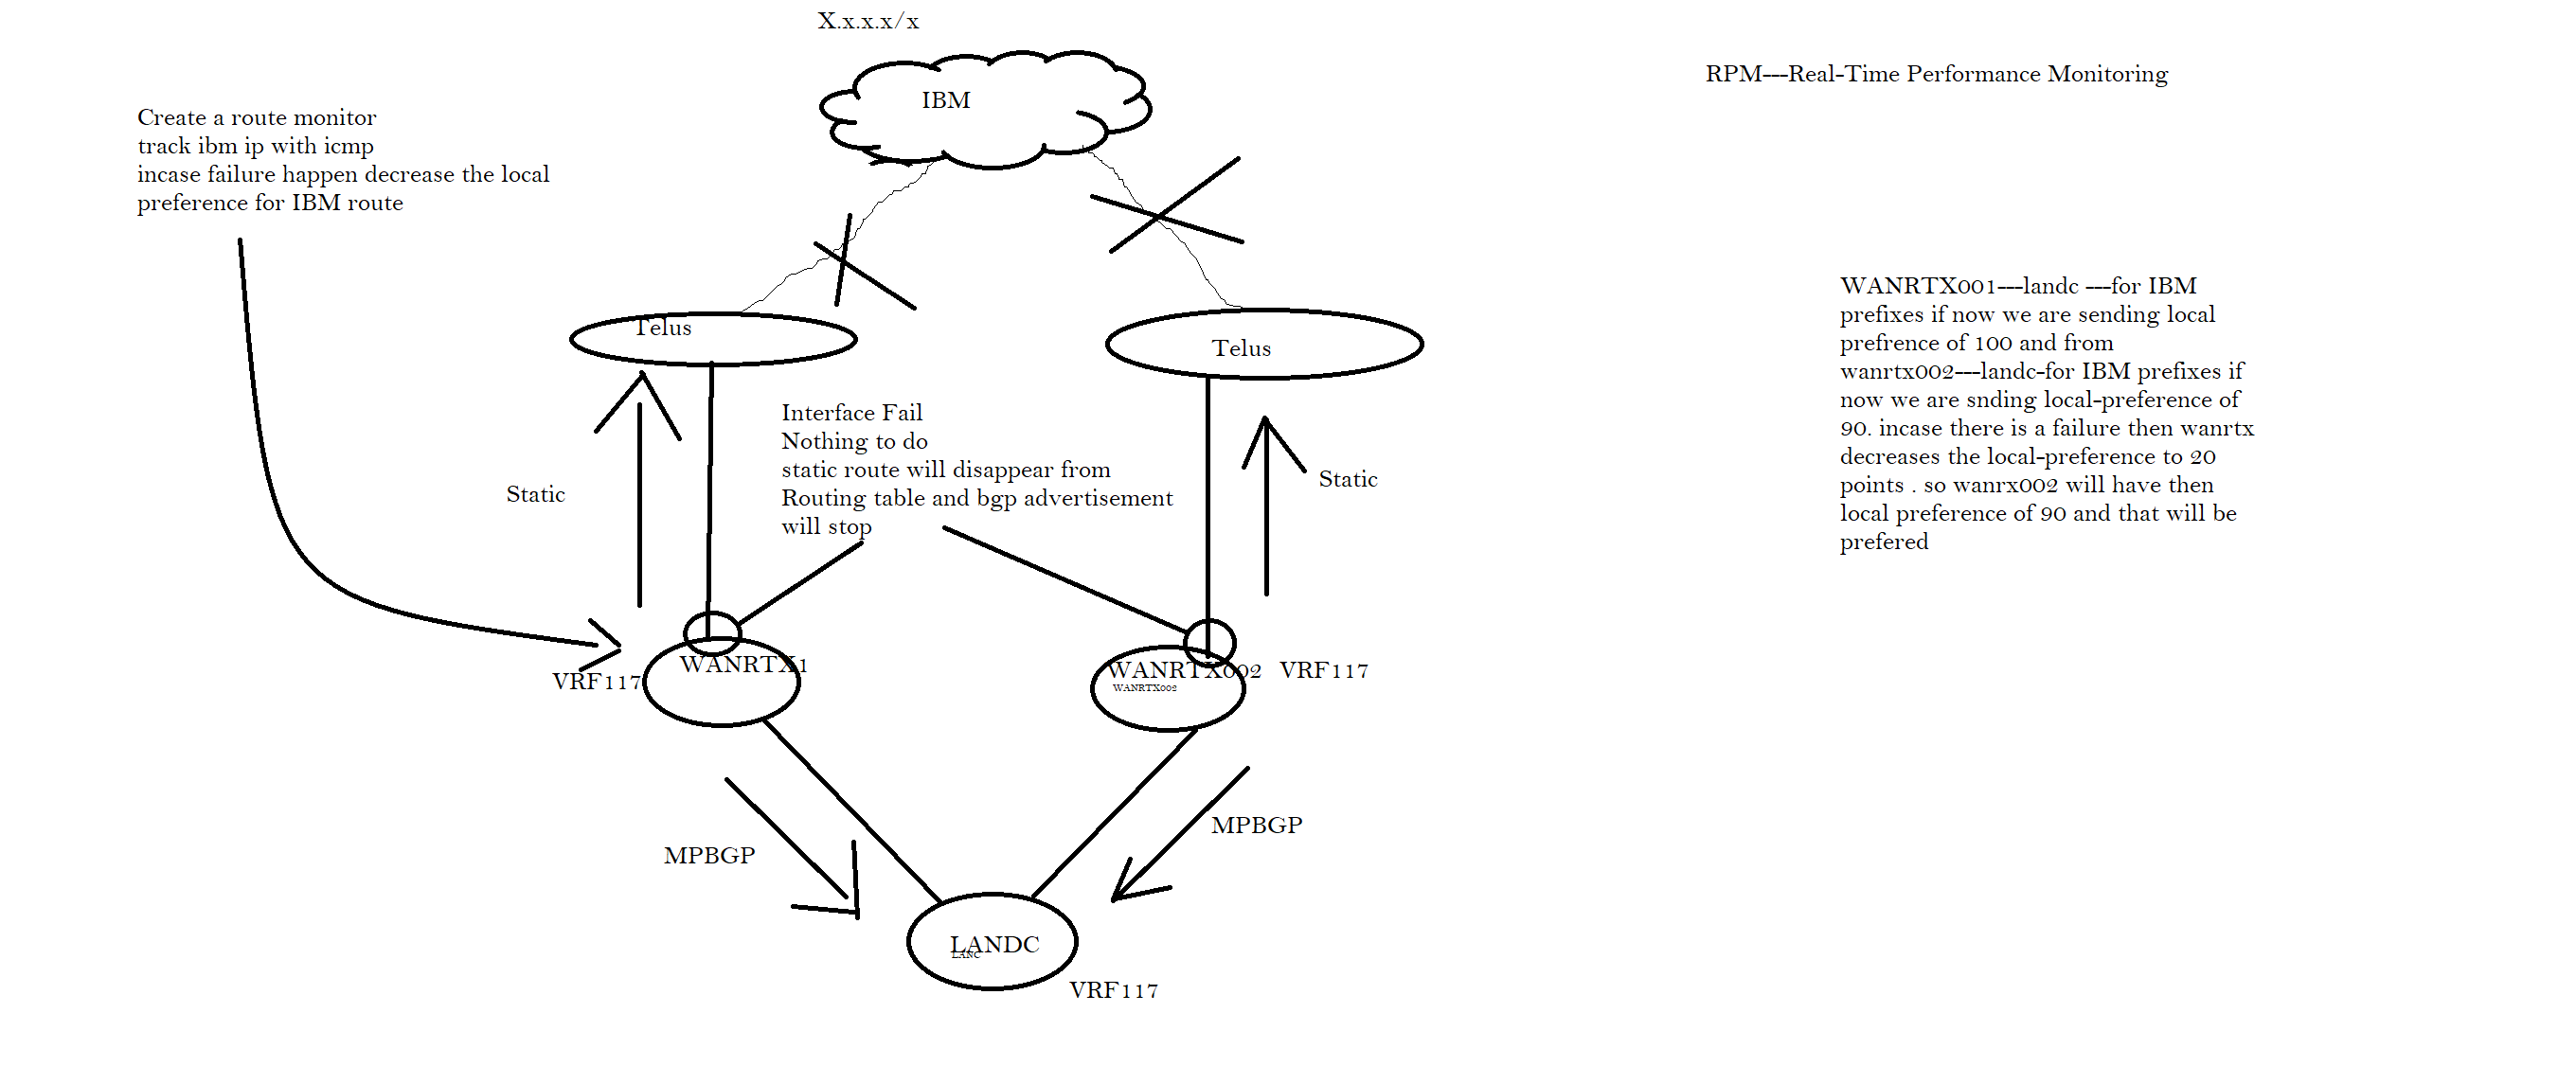 X.x.x.x/x
IBM
RPM---Real-Time Performance Monitoring
Create a route monitor
track ibm ip with icmp
incase failure happen decrease the local
preference for IBM route
WANRTX001---landc ---for IBM
prefixes if now we are sending local
prefrence of 100 and from
wanrtx002---landc-for IBM prefixes if
now we are snding local-preference of
90. incase there is a failure then wanrtx
decreases the local-preference to 20
points . so wanrx002 will have then
local preference of 90 and that will be
prefered
Telus
Telus
Interface Fail
Nothing to do
static route will disappear from
Routing table and bgp advertisement
will stop
Static
Static
WANRTX1
VRF117
WANRTX002
WANRTX002
VRF117
MPBGP
MPBGP
LANDC
LANC
VRF117